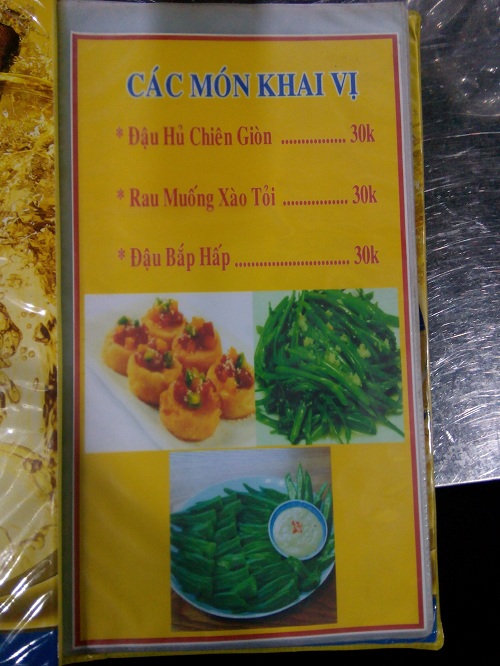 CÁC MÓN KHAI VỊ
* Đậu Hủ Chiên Giòn ................ 30k
* Rau Muống Xào Tỏi ................ 30k
* Đậu Bắp Hấp ............................ 30k